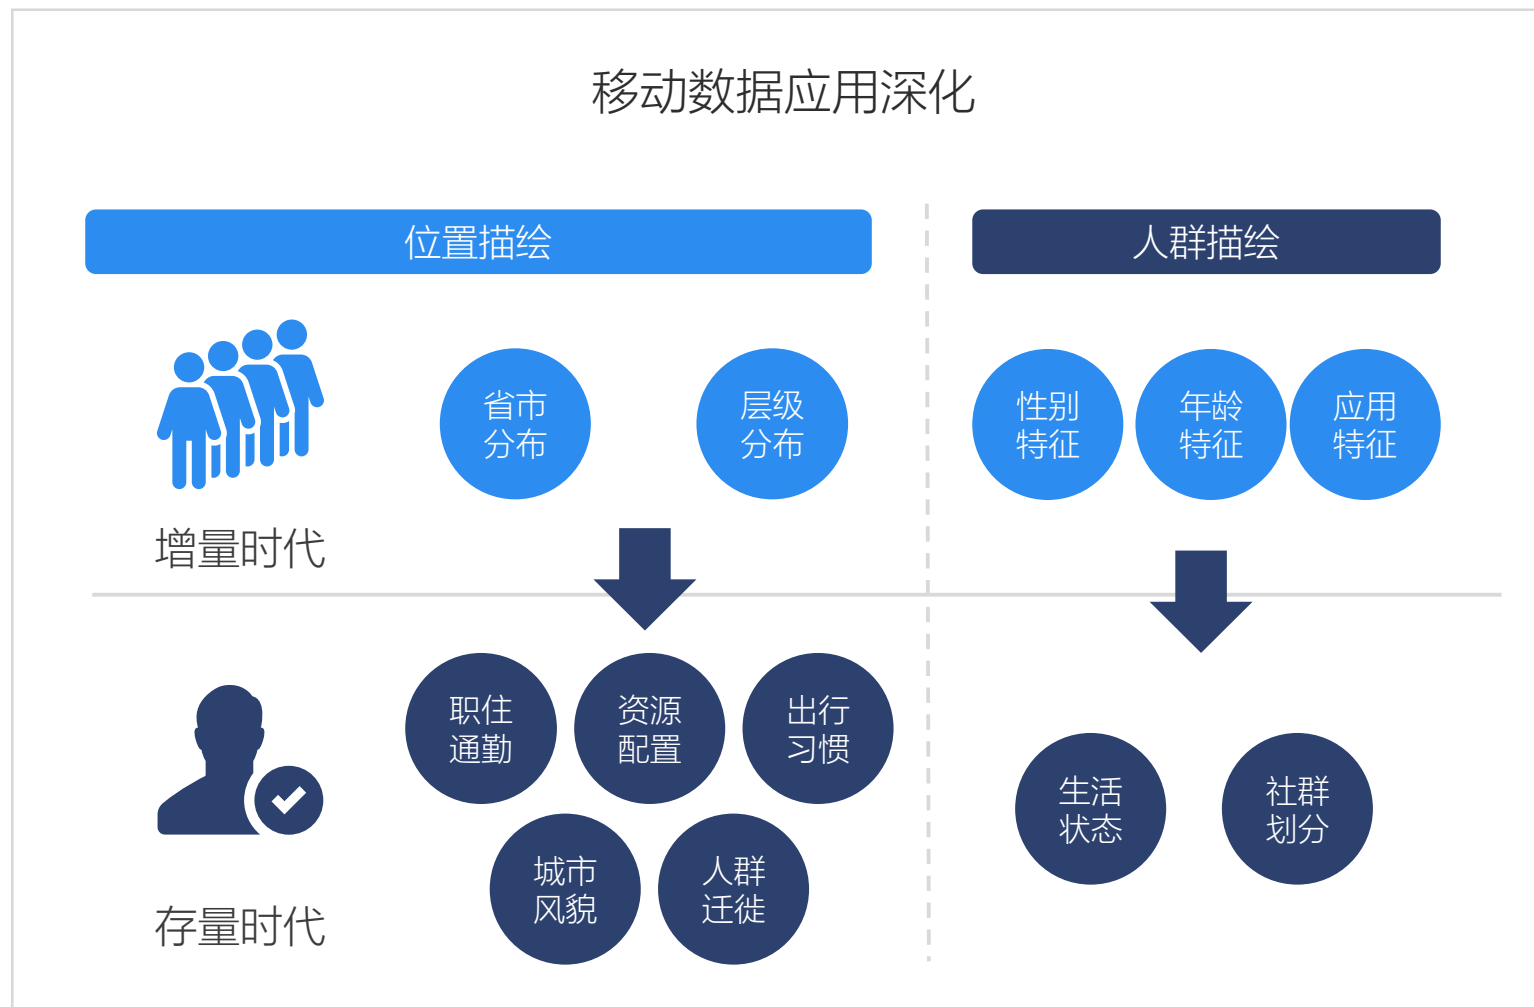 移动数据应用深化
位置描绘
人群描绘
省市
分布
层级
分布
性别
特征
年龄
特征
应用
特征
增量时代
职住
通勤
资源
配置
出行
习惯
城市
风貌
人群
迁徙
生活
状态
社群
划分
存量时代